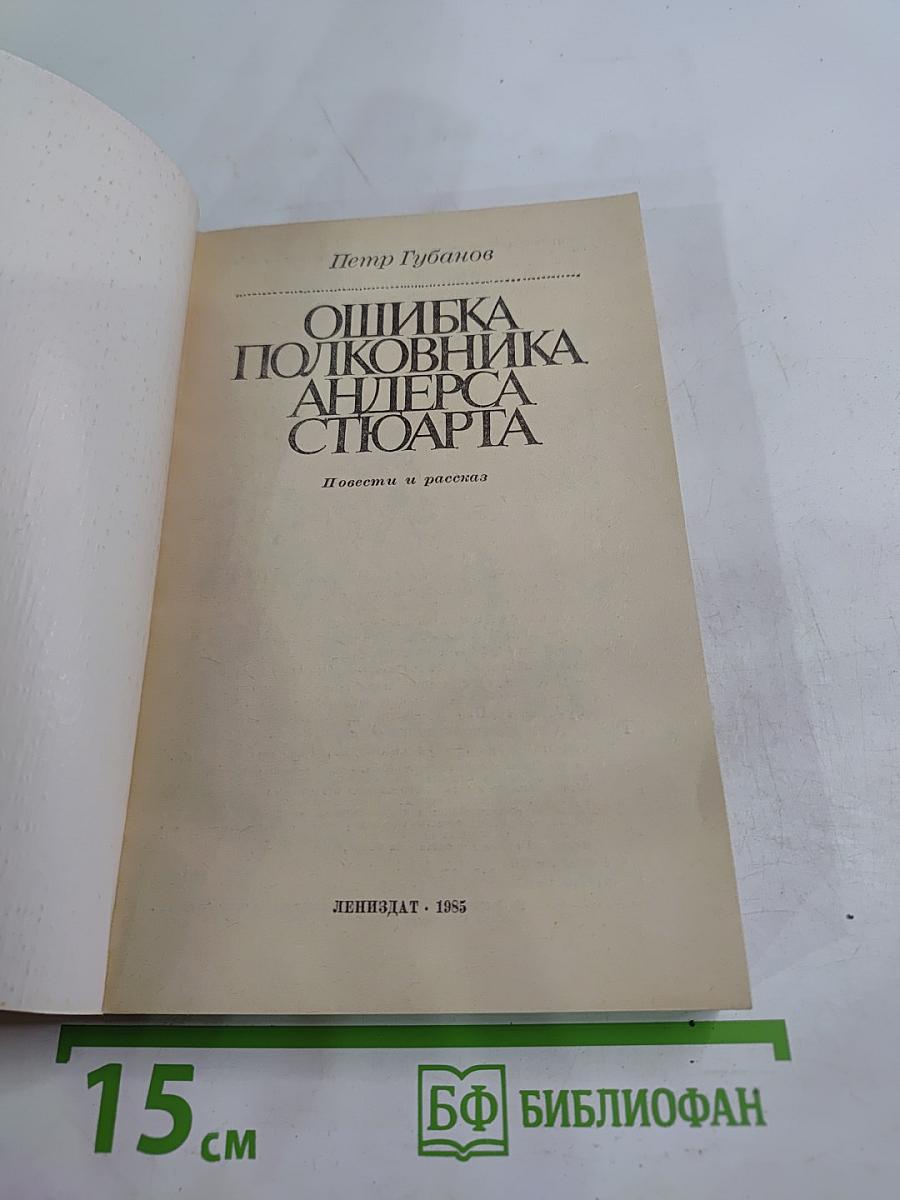 Петр Губанов
ОШИБКА
ПОЛКОВНИКА
АНДЕРСА
СТЮАРТА
Повести и рассказ
ЛЕНИЗДАТ · 1985
15 см
БФ БИБЛИОФАН